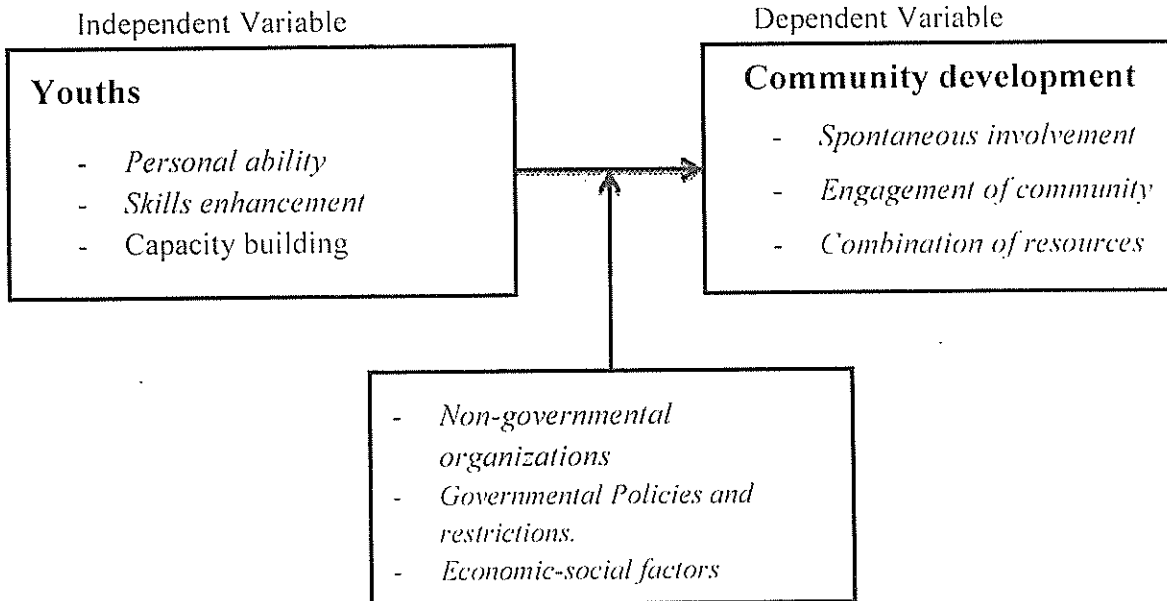 Independent Variable
Dependent Variable
Youths
- Personal ability
- Skills enhancement
- Capacity building
Community development
- Spontaneous involvement
- Engagement of community
- Combination of resources
- Non-governmental
organizations
- Governmental Policies and
restrictions.
- Economic-social factors